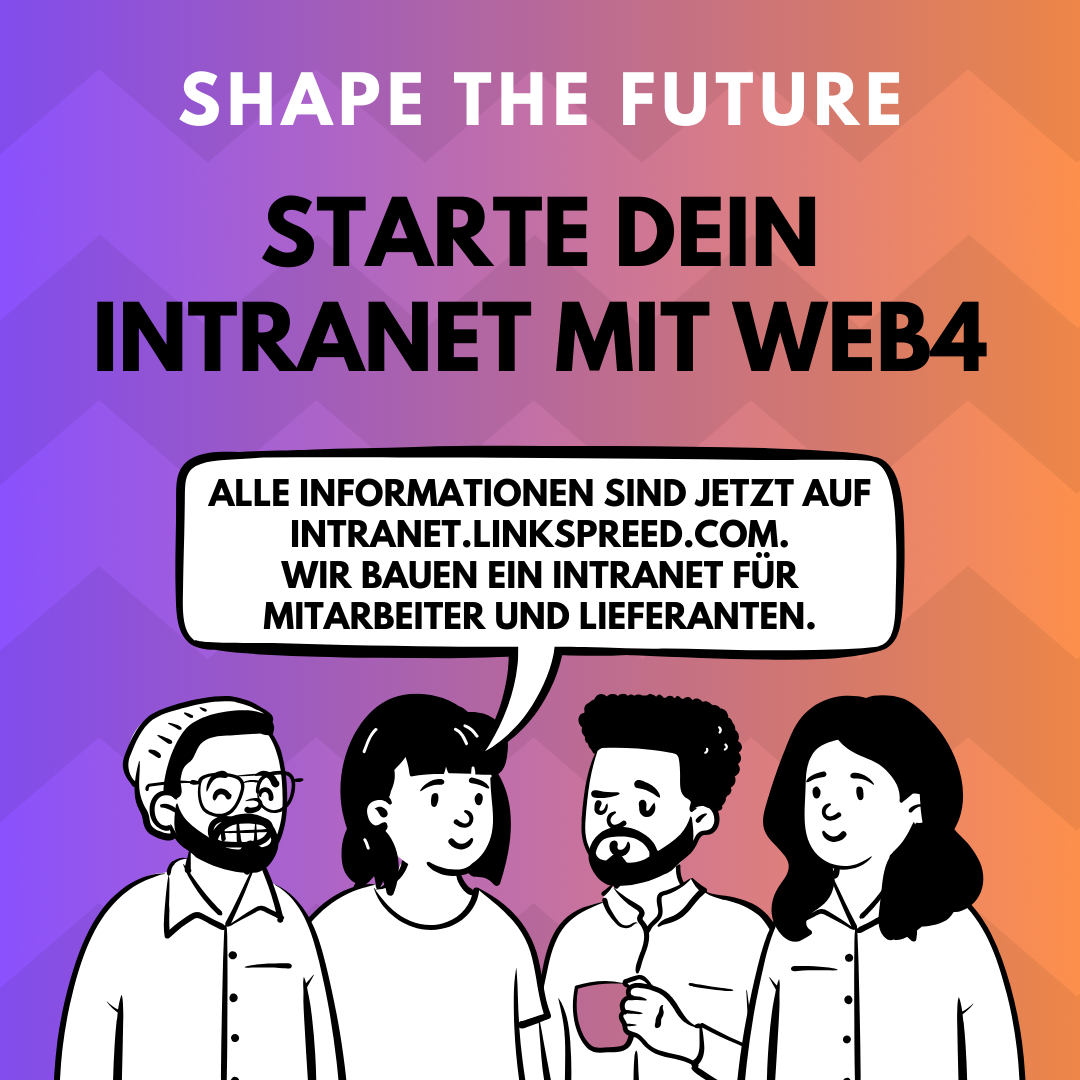 SHAPE THE FUTURE
STARTE DEIN
INTRANET MIT WEB4
ALLE INFORMATIONEN SIND JETZT AUF
INTRANET.LINKSPREED.COM.
WIR BAUEN EIN INTRANET FÜR
MITARBEITER UND LIEFERANTEN.